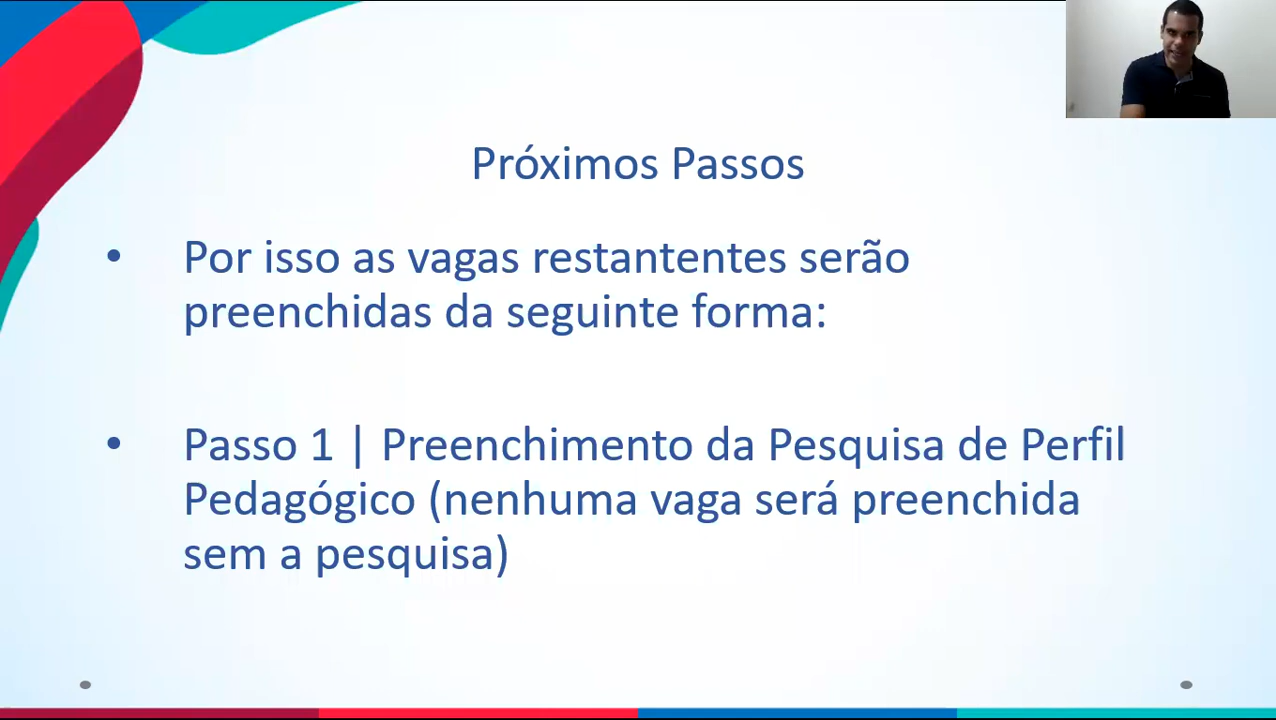 Próximos Passos
• Por isso as vagas restantentes serão
preenchidas da seguinte forma:
• Passo 1 | Preenchimento da Pesquisa de Perfil
Pedagógico (nenhuma vaga será preenchida
sem a pesquisa)